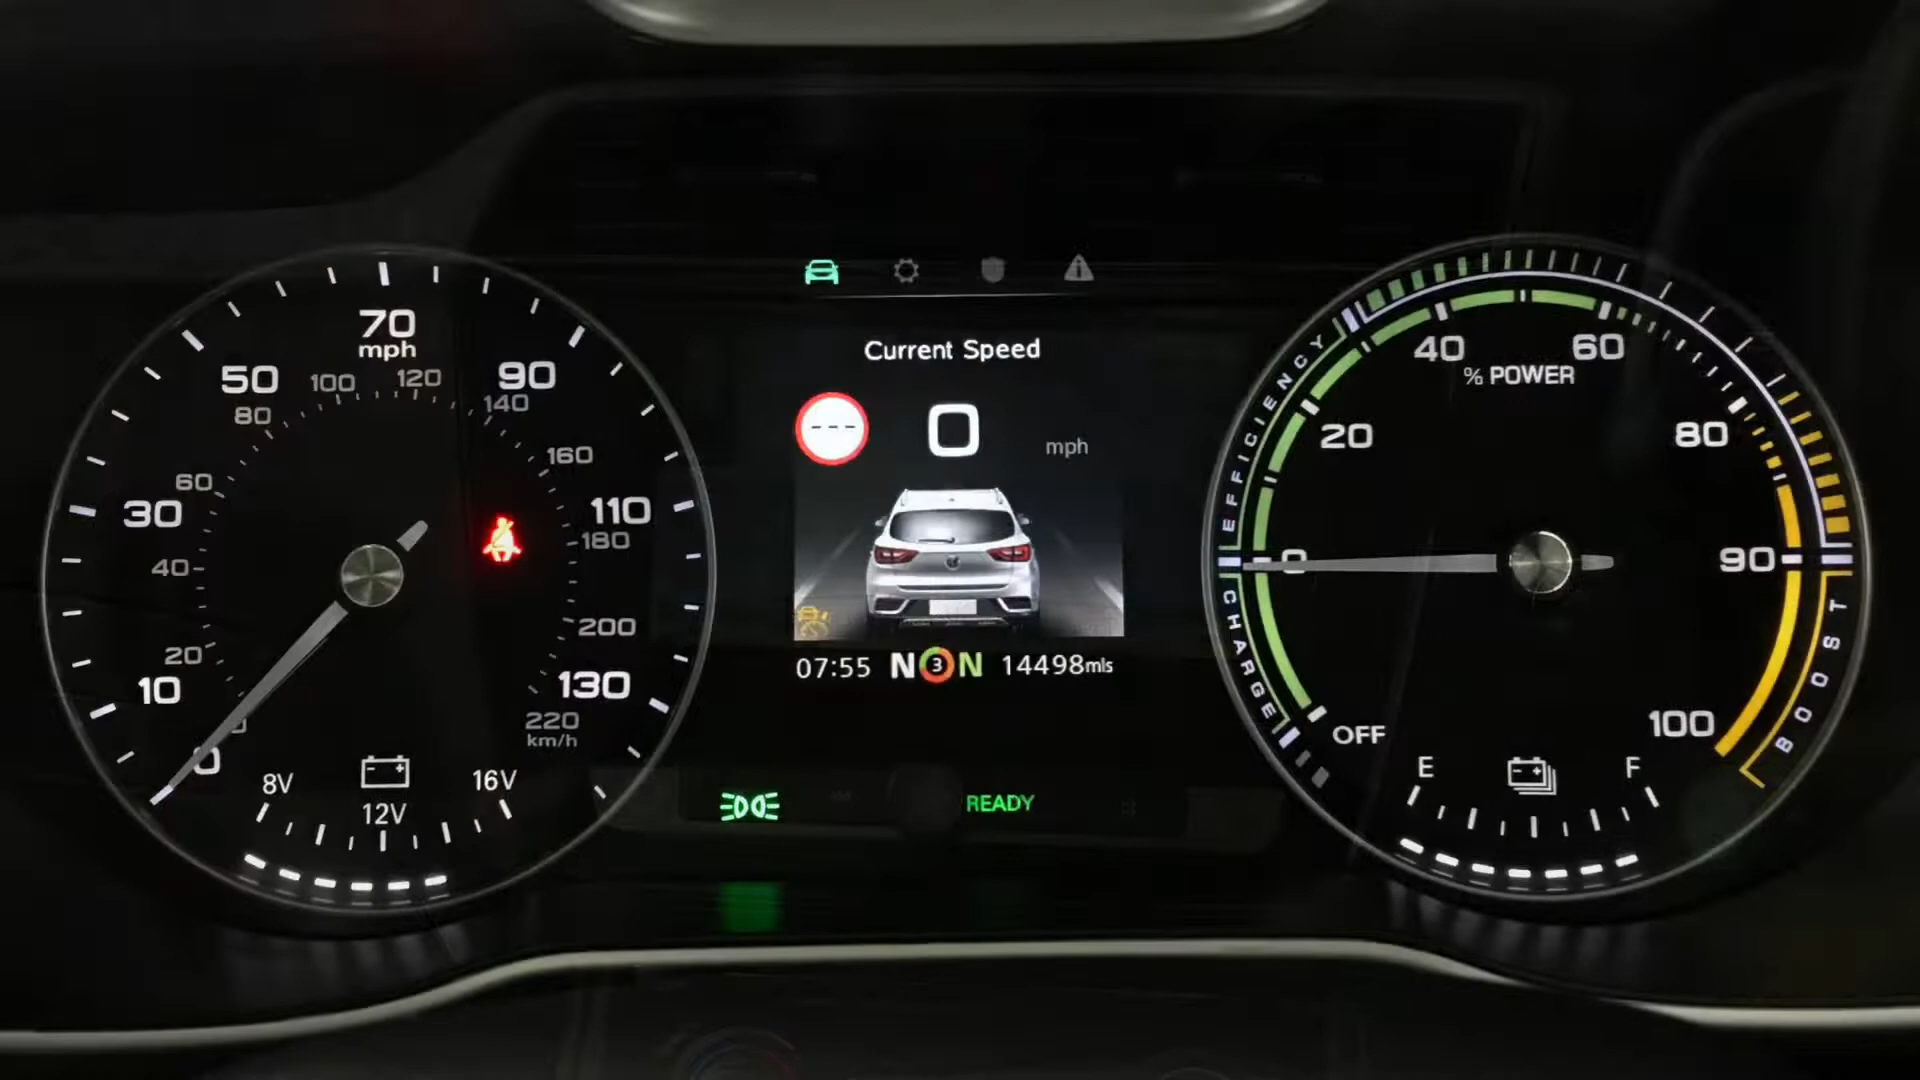 70
mph
50
90
100
120
80
140
60
160
30
110
180
40
20
200
10
130
0
0
220
km/h
8V
16V
12V
Current Speed
---
0
mph
07:55 N 3 N 14498mls
READY
EFFICIENCY
40
60
% POWER
20
80
0
90
CHARGE
BOOST
OFF
100
E
F